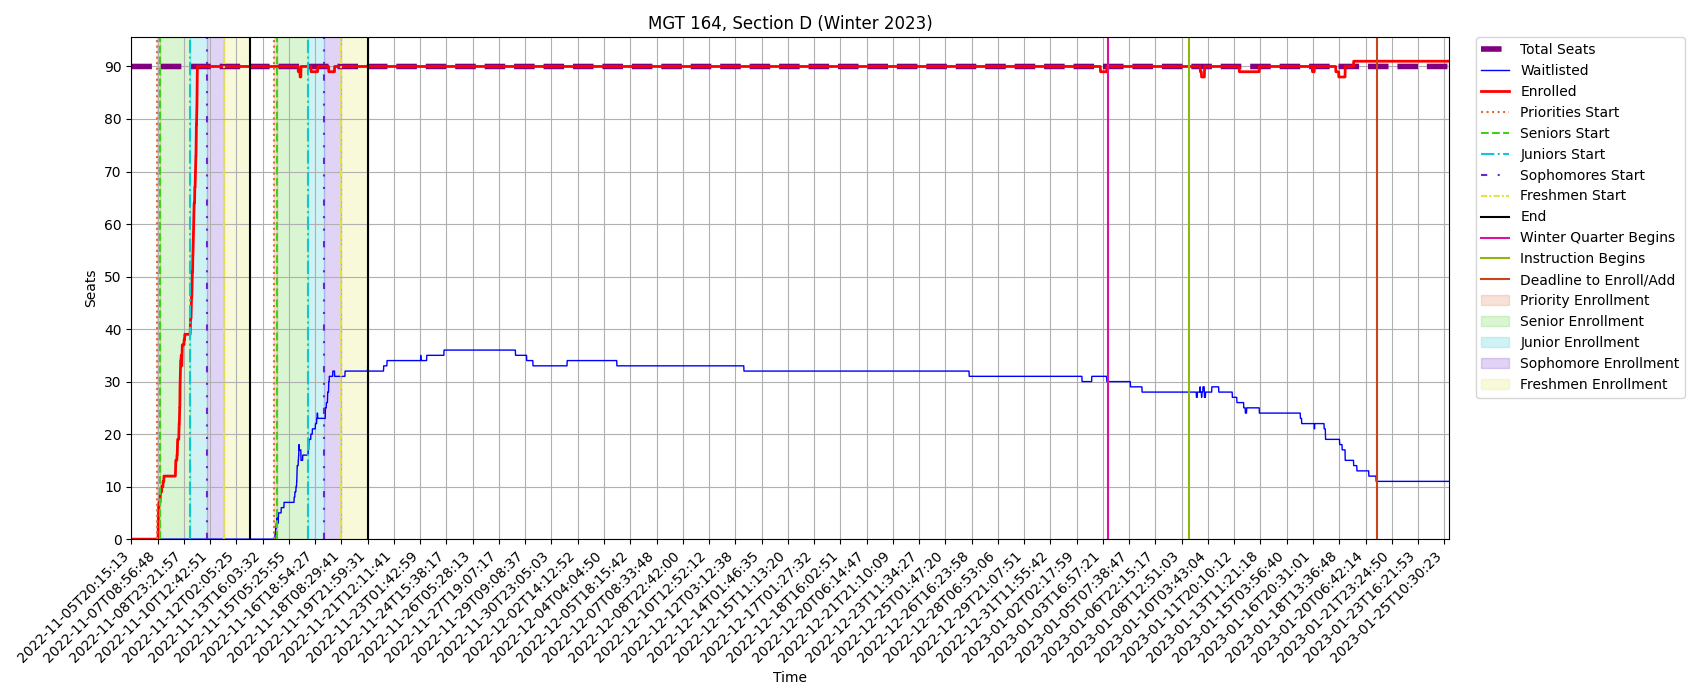 MGT 164, Section D (Winter 2023)
Seats
90
80
70
60
50
40
30
20
10
0
2022-11-05T20:15:13
2022-11-07T08:56:48
2022-11-08T23:21:57
2022-11-10T12:42:51
2022-11-12T02:05:25
2022-11-13T16:03:32
2022-11-15T05:25:55
2022-11-16T18:54:27
2022-11-18T08:29:41
2022-11-19T21:59:31
2022-11-21T12:11:41
2022-11-23T01:42:59
2022-11-24T15:38:17
2022-11-26T05:28:13
2022-11-27T19:07:17
2022-11-29T09:08:37
2022-11-30T23:05:03
2022-12-02T14:12:52
2022-12-04T04:04:50
2022-12-05T18:15:42
2022-12-07T08:33:48
2022-12-08T22:42:00
2022-12-10T12:52:12
2022-12-12T03:12:38
2022-12-14T01:46:35
2022-12-15T11:13:20
2022-12-17T01:27:32
2022-12-18T16:02:51
2022-12-20T06:14:47
2022-12-21T21:10:09
2022-12-23T11:34:27
2022-12-25T01:47:20
2022-12-26T16:23:58
2022-12-28T06:53:06
2022-12-29T21:07:51
2022-12-31T11:55:42
2023-01-02T02:17:59
2023-01-03T16:57:21
2023-01-05T07:38:47
2023-01-06T22:15:17
2023-01-08T12:51:03
2023-01-10T03:43:04
2023-01-11T20:10:12
2023-01-13T11:21:18
2023-01-15T03:56:40
2023-01-16T20:31:01
2023-01-18T13:36:48
2023-01-20T06:42:14
2023-01-21T23:24:50
2023-01-23T16:21:53
2023-01-25T10:30:23
Time
Total Seats
Waitlisted
Enrolled
Priorities Start
Seniors Start
Juniors Start
Sophomores Start
Freshmen Start
End
Winter Quarter Begins
Instruction Begins
Deadline to Enroll/Add
Priority Enrollment
Senior Enrollment
Junior Enrollment
Sophomore Enrollment
Freshmen Enrollment